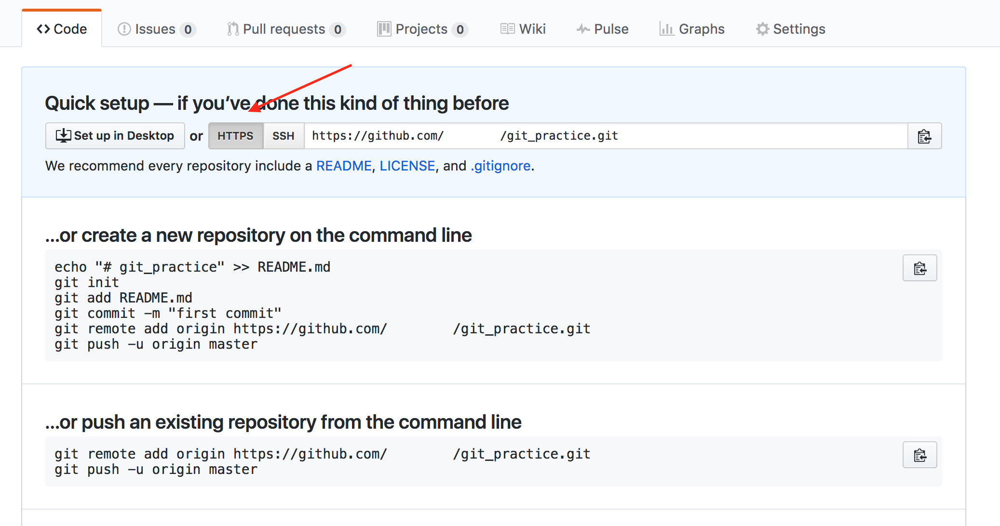 Code Issues 0 Pull requests 0 Projects 0 Wiki Pulse Graphs Settings
Quick setup — if you’ve done this kind of thing before
Set up in Desktop or HTTPS SSH https://github.com/ /git_practice.git
We recommend every repository include a README, LICENSE, and .gitignore.
…or create a new repository on the command line
echo "# git_practice" >> README.md
git init
git add README.md
git commit -m "first commit"
git remote add origin https://github.com/ /git_practice.git
git push -u origin master
…or push an existing repository from the command line
git remote add origin https://github.com/ /git_practice.git
git push -u origin master